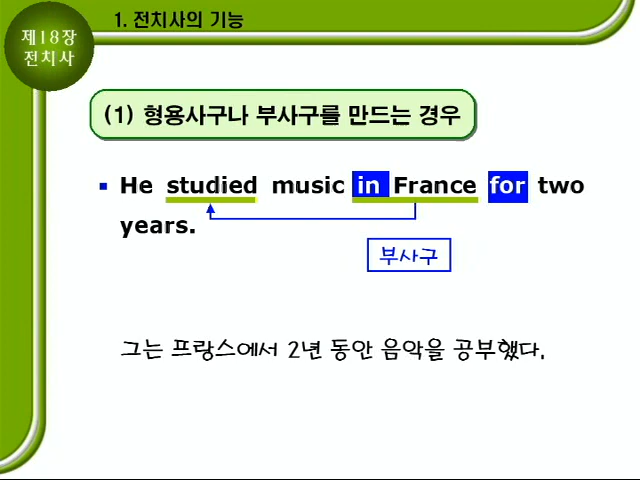 제18장
전치사
1. 전치사의 기능
(1) 형용사구나 부사구를 만드는 경우
He studied music in France for two
years.
부사구
그는 프랑스에서 2년 동안 음악을 공부했다.